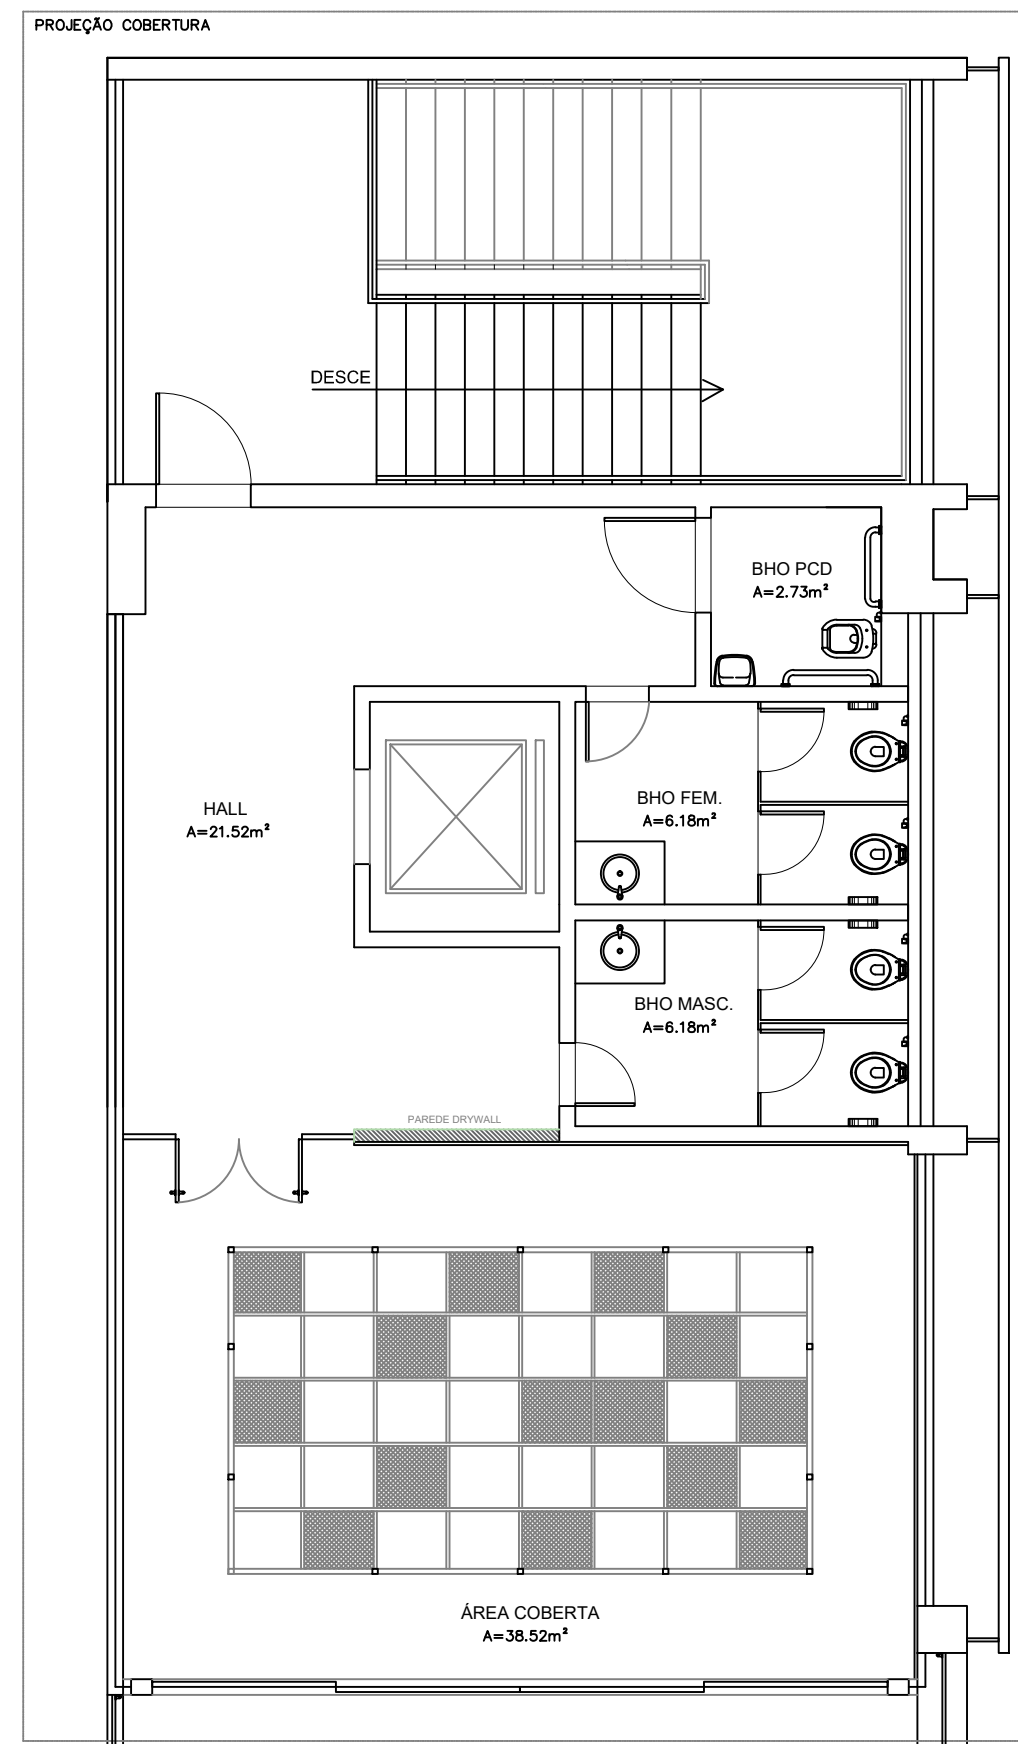 PROJEÇÃO COBERTURA
DESCE
BHO PCD
A=2.73m²
HALL
A=21.52m²
BHO FEM.
A=6.18m²
BHO MASC.
A=6.18m²
PAREDE DRYWALL
ÁREA COBERTA
A=38.52m²